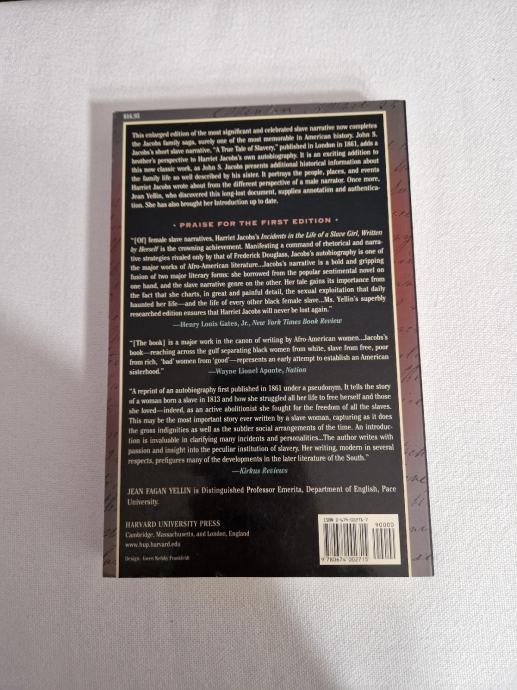 $16.95
This enlarged edition of the most significant and celebrated slave narrative now completes
the Jacobs family saga, surely one of the most memorable in American history. John S.
Jacobs's short slave narrative, "A True Tale of Slavery," published in London in 1861, adds a
brother's perspective to Harriet Jacobs's own autobiography. It is an exciting addition to
this now classic work, as John S. Jacobs presents additional historical information about
the family life so well described by his sister. It portrays the people, places, and events
Harriet Jacobs wrote about from the different perspective of a male narrator. Once more,
Jean Yellin, who discovered this long-lost document, supplies annotation and authentica-
tion. She has also brought her Introduction up to date.
• PRAISE FOR THE FIRST EDITION •
"[Of] female slave narratives, Harriet Jacobs's Incidents in the Life of a Slave Girl, Written
by Herself is the crowning achievement. Manifesting a command of rhetorical and narra-
tive strategies rivaled only by that of Frederick Douglass, Jacobs's autobiography is one of
the major works of Afro-American literature...Jacobs's narrative is a bold and gripping
fusion of two major literary forms: she borrowed from the popular sentimental novel on
one hand, and the slave narrative genre on the other. Her tale gains its importance from
the fact that she charts, in great and painful detail, the sexual exploitation that daily
haunted her life—and the life of every other black female slave...Ms. Yellin's superbly
researched edition ensures that Harriet Jacobs will never be lost again."
—Henry Louis Gates, Jr., New York Times Book Review
"[The book] is a major work in the canon of writing by Afro-American women...Jacobs's
book—reaching across the gulf separating black women from white, slave from free, poor
from rich, 'bad' women from 'good'—represents an early attempt to establish an American
sisterhood." —Wayne Lionel Aponte, Nation
"A reprint of an autobiography first published in 1861 under a pseudonym. It tells the story
of a woman born a slave in 1813 and how she struggled all her life to free herself and those
she loved—indeed, as an active abolitionist she fought for the freedom of all the slaves.
This may be the most important story ever written by a slave woman, capturing as it does
the gross indignities as well as the subtler social arrangements of the time. An introduc-
tion is invaluable in clarifying many incidents and personalities...The author writes with
passion and insight into the peculiar institution of slavery. Her writing, modern in several
respects, prefigures many of the developments in the later literature of the South."
—Kirkus Reviews
JEAN FAGAN YELLIN is Distinguished Professor Emerita, Department of English, Pace
University.
HARVARD UNIVERSITY PRESS
Cambridge, Massachusetts, and London, England
www.hup.harvard.edu
Design: Gwen Nefsky Frankfeldt
ISBN 0-674-00271-7
90000
9 780674 002715